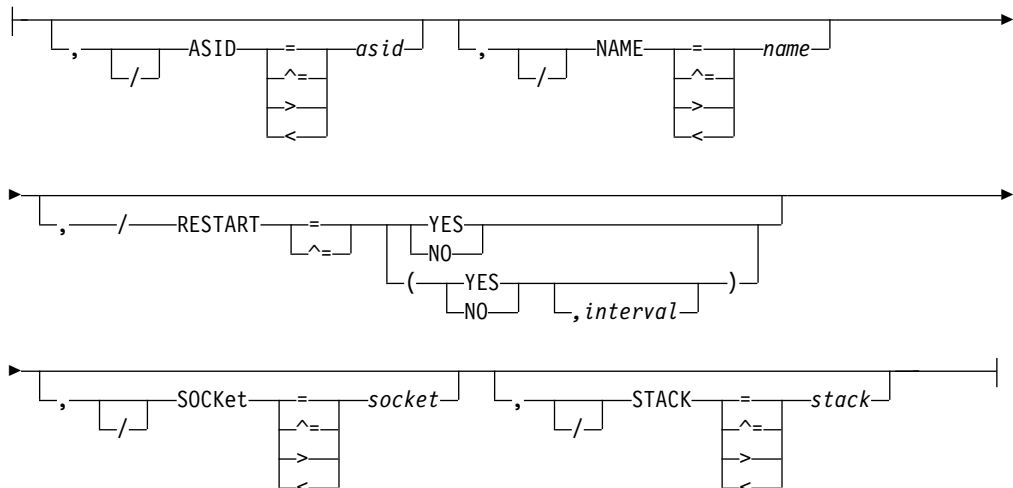 , / ASID = asid , / NAME = name
^= ^=
> >
< <
, / RESTART = YES
^= NO
( YES )
NO ,interval
, / SOCKet = socket , / STACK = stack
^= ^=
> >
< <